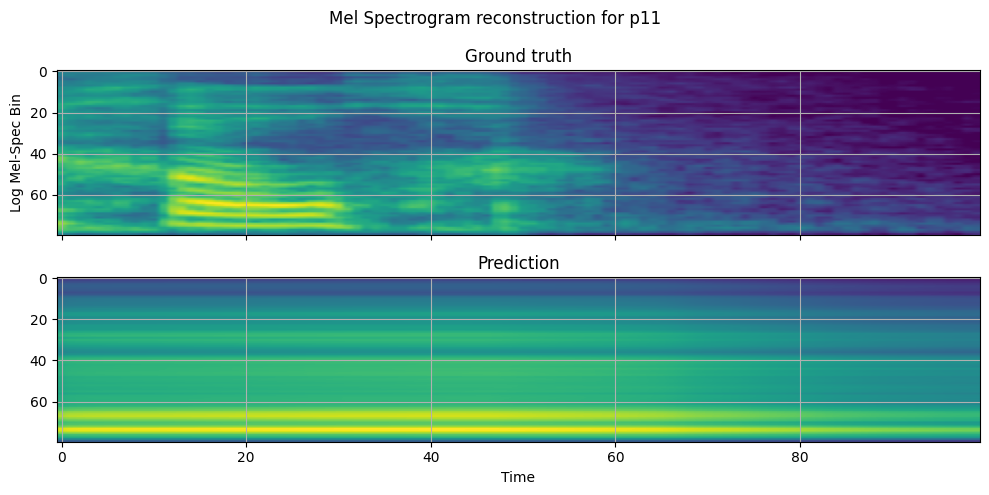 Mel Spectrogram reconstruction for p11
Ground truth
Log Mel-Spec Bin
0
20
40
60
Prediction
0
20
40
60
0 20 40 60 80
Time